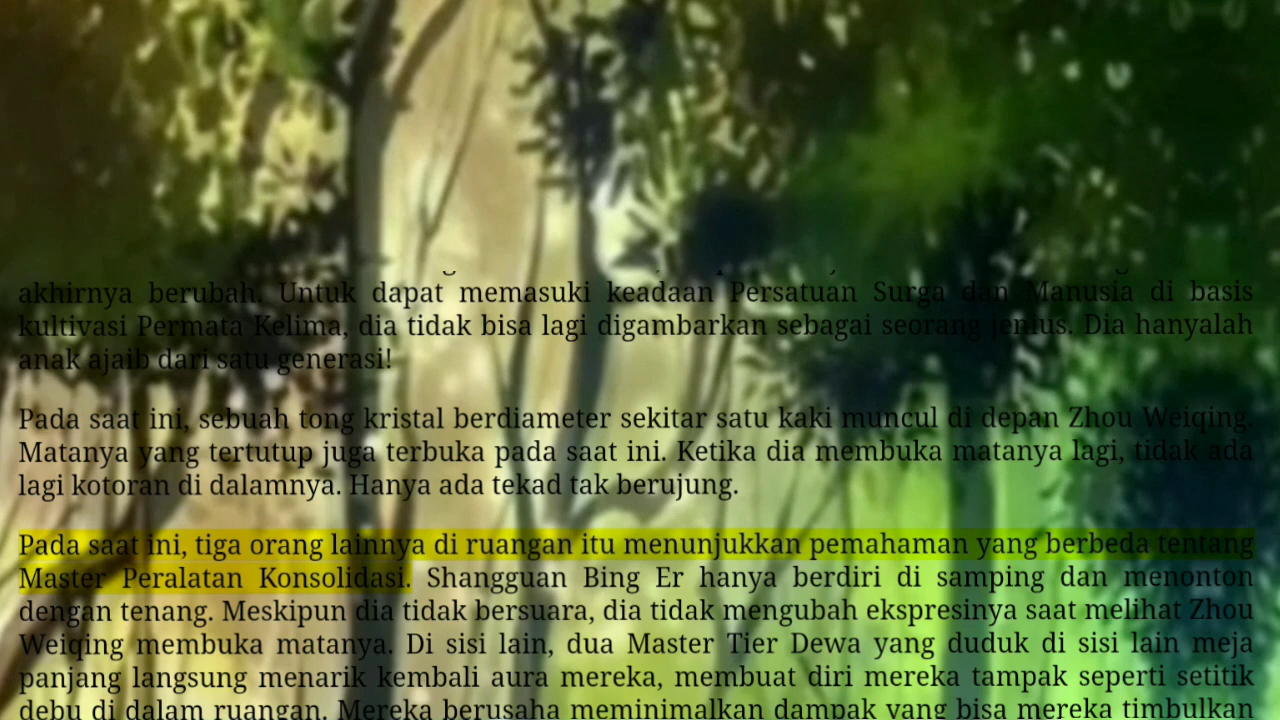 akhirnya berubah. Untuk dapat memasuki keadaan Persatuan Surga dan Manusia di basis
kultivasi Permata Kelima, dia tidak bisa lagi digambarkan sebagai seorang jenius. Dia hanyalah
anak ajaib dari satu generasi!
Pada saat ini, sebuah tong kristal berdiameter sekitar satu kaki muncul di depan Zhou Weiqing.
Matanya yang tertutup juga terbuka pada saat ini. Ketika dia membuka matanya lagi, tidak ada
lagi kotoran di dalamnya. Hanya ada tekad tak berujung.
Pada saat ini, tiga orang lainnya di ruangan itu menunjukkan pemahaman yang berbeda tentang
Master Peralatan Konsolidasi. Shangguan Bing Er hanya berdiri di samping dan menonton
dengan tenang. Meskipun dia tidak bersuara, dia tidak mengubah ekspresinya saat melihat Zhou
Weiqing membuka matanya. Di sisi lain, dua Master Tier Dewa yang duduk di sisi lain meja
panjang langsung menarik kembali aura mereka, membuat diri mereka tampak seperti setitik
debu di dalam ruangan. Mereka berusaha meminimalkan dampak yang bisa mereka timbulkan